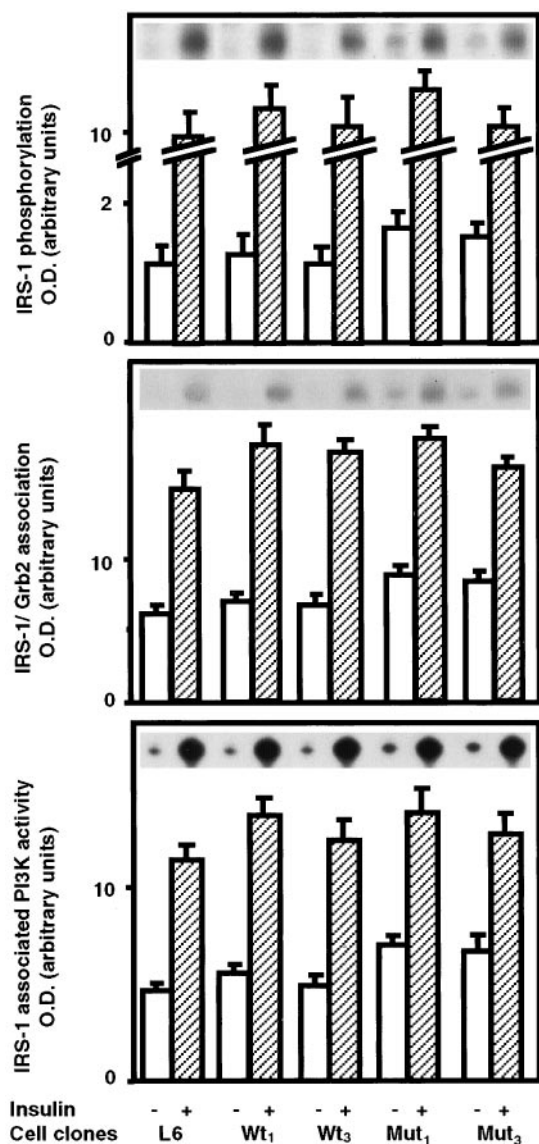 IRS-1 phosphorylation
O.D. (arbitrary units)
10
2
0
IRS-1/ Grb2 association
O.D. (arbitrary units)
10
0
IRS-1 associated PI3K activity
O.D. (arbitrary units)
10
0
Insulin - + - + - + - + - +
Cell clones L6 Wt1 Wt3 Mut1 Mut3